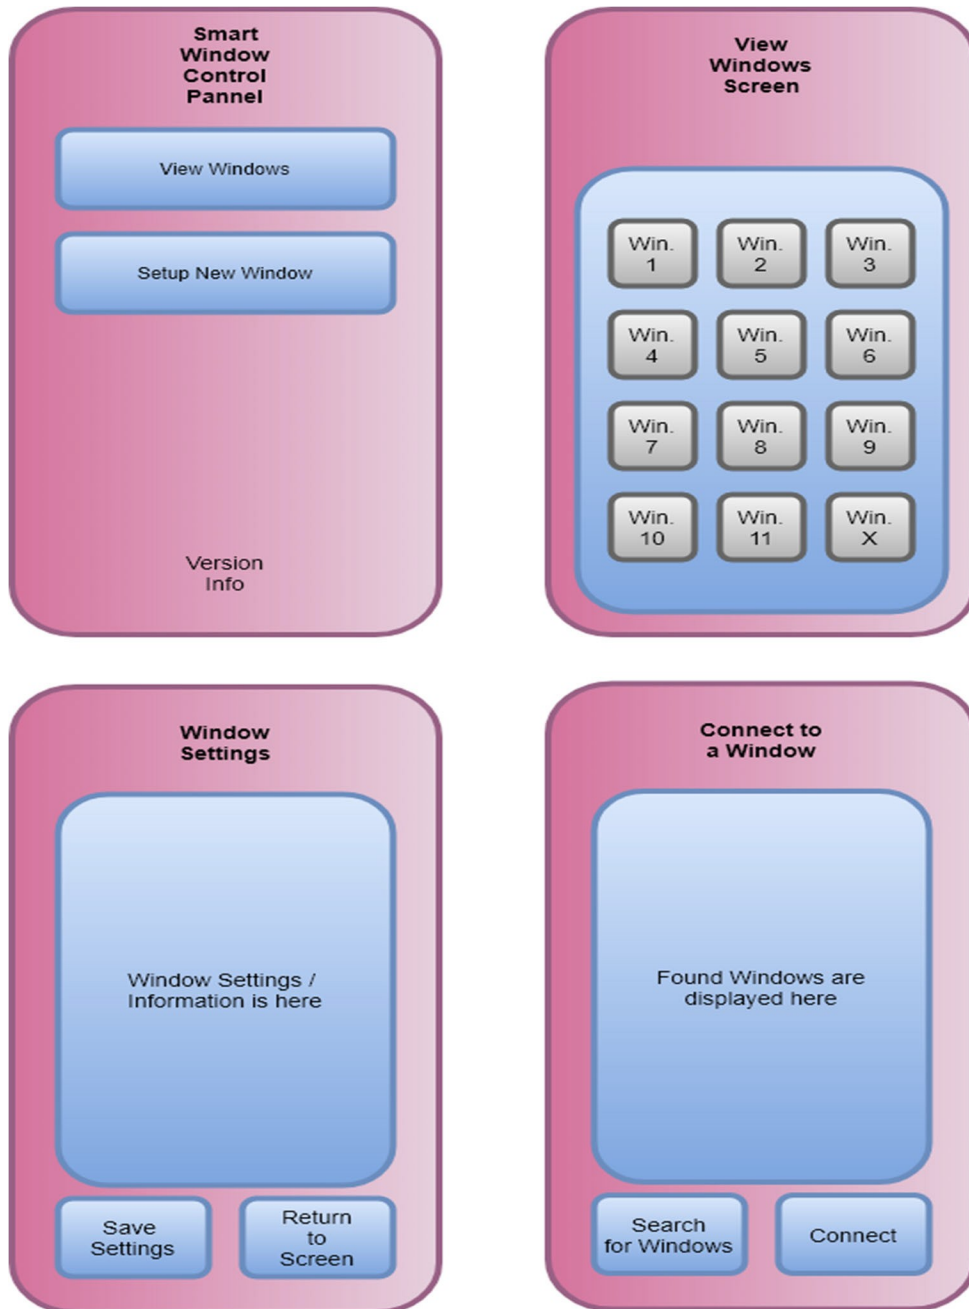 Smart
Window
Control
Pannel
View Windows
Setup New Window
Version
Info
View
Windows
Screen
Win.
1
Win.
2
Win.
3
Win.
4
Win.
5
Win.
6
Win.
7
Win.
8
Win.
9
Win.
10
Win.
11
Win.
X
Window
Settings
Window Settings /
Information is here
Save
Settings
Return
to
Screen
Connect to
a Window
Found Windows are
displayed here
Search
for Windows
Connect